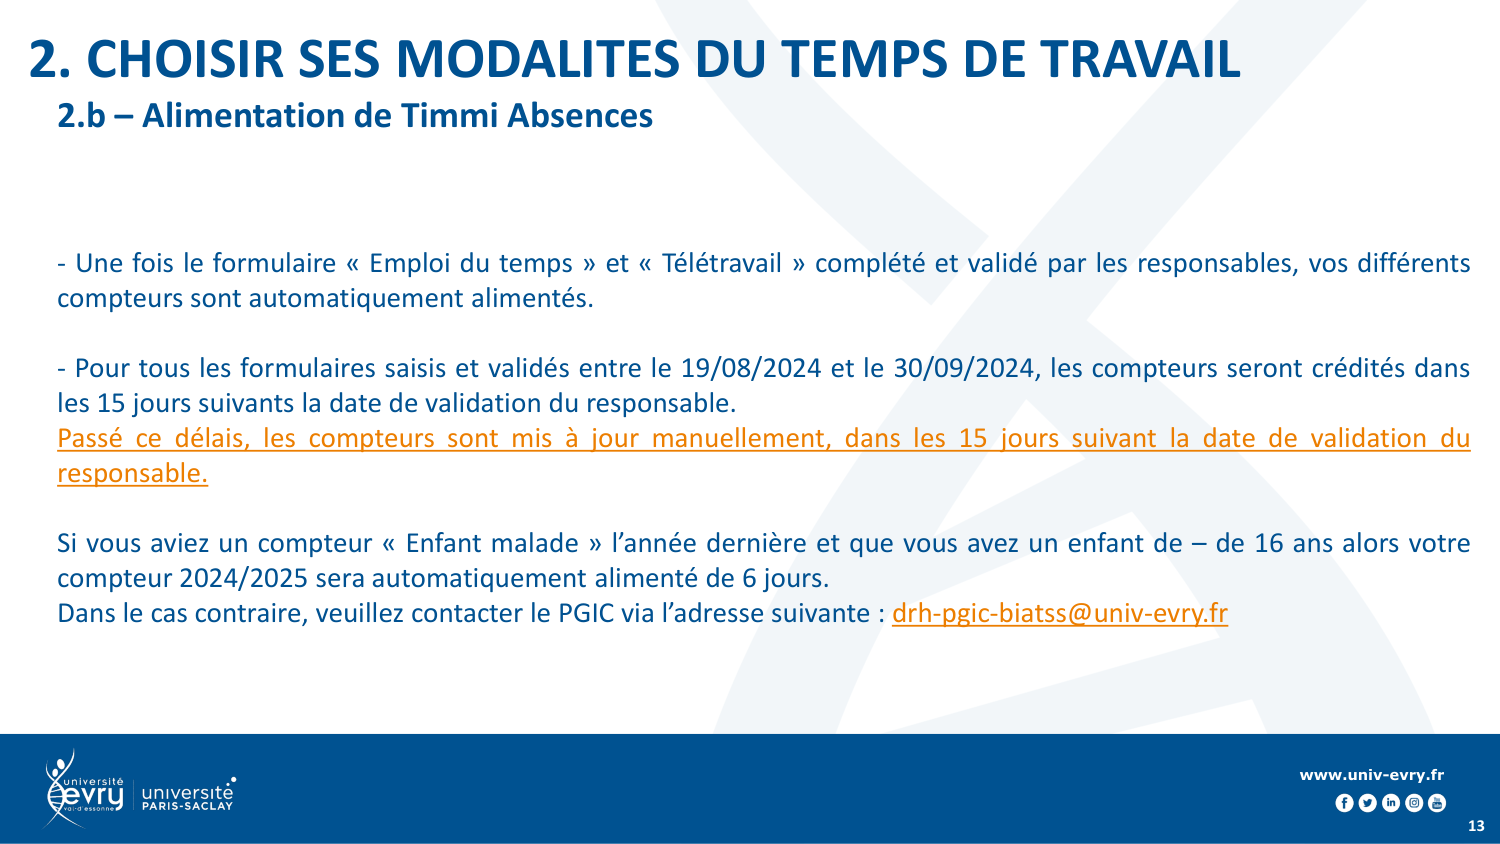 2. CHOISIR SES MODALITES DU TEMPS DE TRAVAIL
2.b – Alimentation de Timmi Absences
- Une fois le formulaire « Emploi du temps » et « Télétravail » complété et validé par les responsables, vos différents
compteurs sont automatiquement alimentés.
- Pour tous les formulaires saisis et validés entre le 19/08/2024 et le 30/09/2024, les compteurs seront crédités dans
les 15 jours suivants la date de validation du responsable.
Passé ce délais, les compteurs sont mis à jour manuellement, dans les 15 jours suivant la date de validation du
responsable.
Si vous aviez un compteur « Enfant malade » l’année dernière et que vous avez un enfant de – de 16 ans alors votre
compteur 2024/2025 sera automatiquement alimenté de 6 jours.
Dans le cas contraire, veuillez contacter le PGIC via l’adresse suivante : drh-pgic-biatss@univ-evry.fr
université
evry
val-d'essonne
université
PARIS-SACLAY
www.univ-evry.fr
13